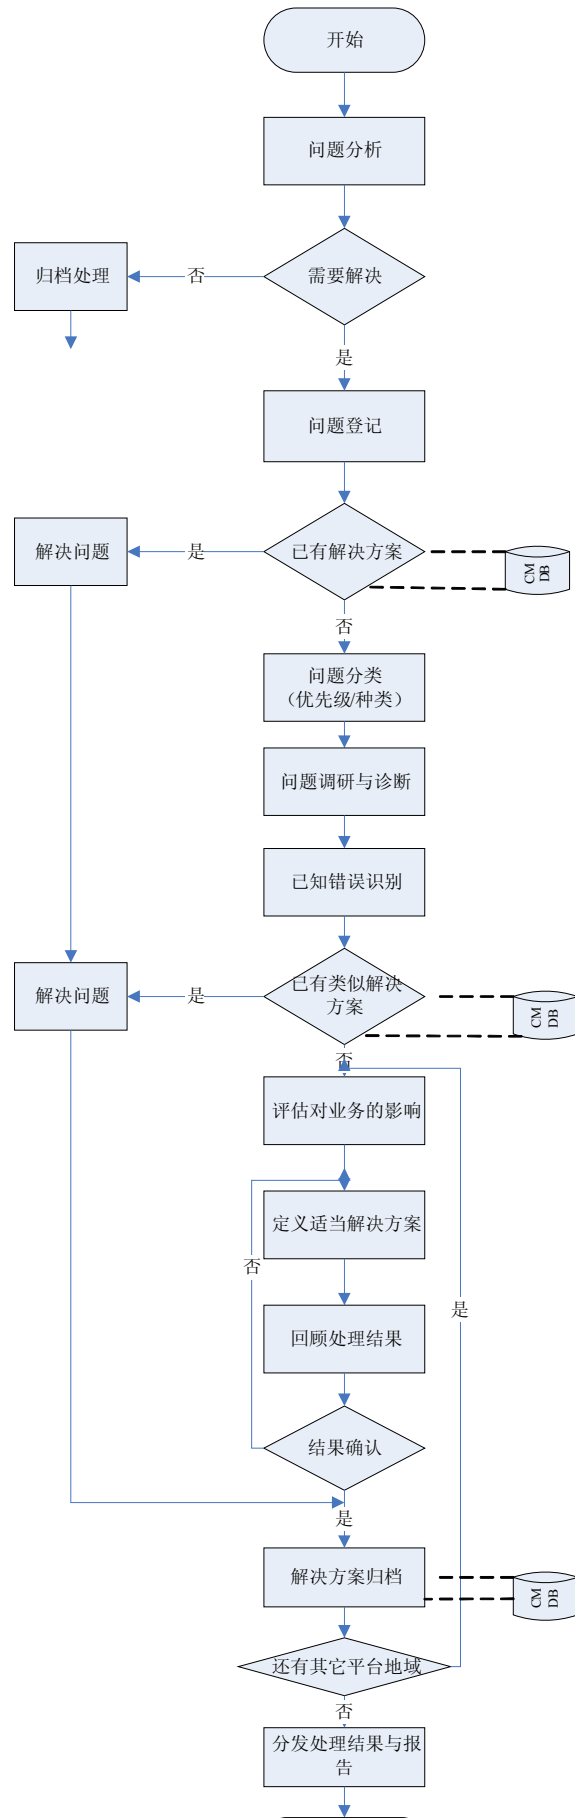 开始
问题分析
需要解决
否
归档处理
是
问题登记
已有解决方案
是
解决问题
CM
DB
否
问题分类
（优先级/种类）
问题调研与诊断
已知错误识别
已有类似解决
方案
是
解决问题
CM
DB
否
评估对业务的影响
定义适当解决方案
否
是
回顾处理结果
结果确认
是
解决方案归档
CM
DB
还有其它平台地域
否
分发处理结果与报
告